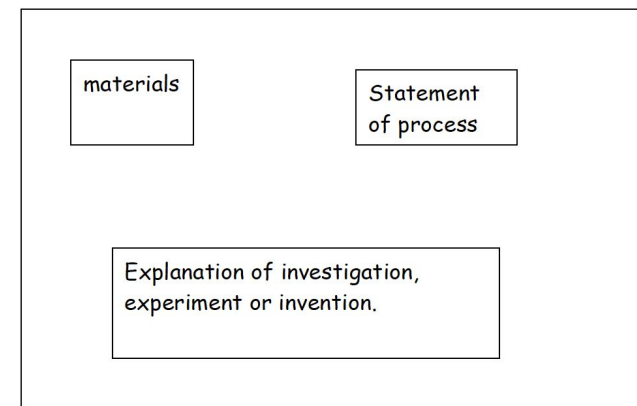 materials
Statement
of process
Explanation of investigation,
experiment or invention.